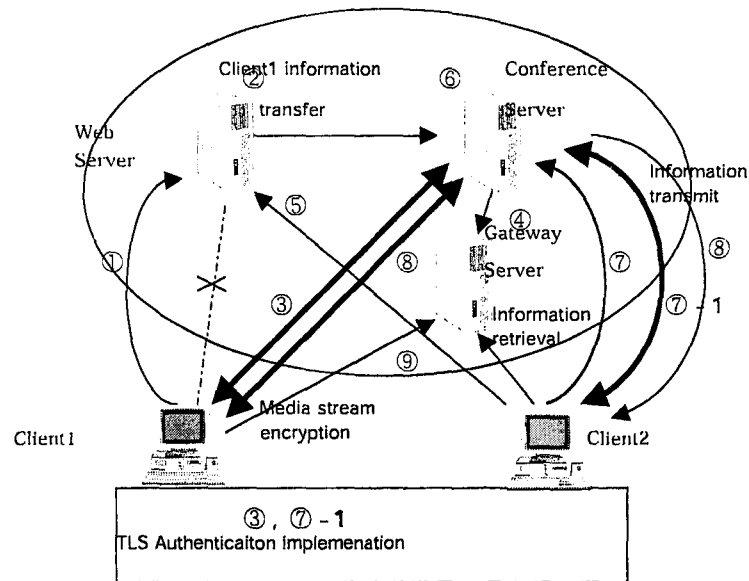 Client1 information
② ⑥ Conference
transfer
Server
Web
Server
Information
transmit
⑤ ④
Gateway
① ⑧ ⑦ ⑧
Server
③ ⑦ - 1
Information
retrieval
⑨
Media stream
encryption
Client1
Client2
③ , ⑦ - 1
TLS Authenticaiton Implemenation